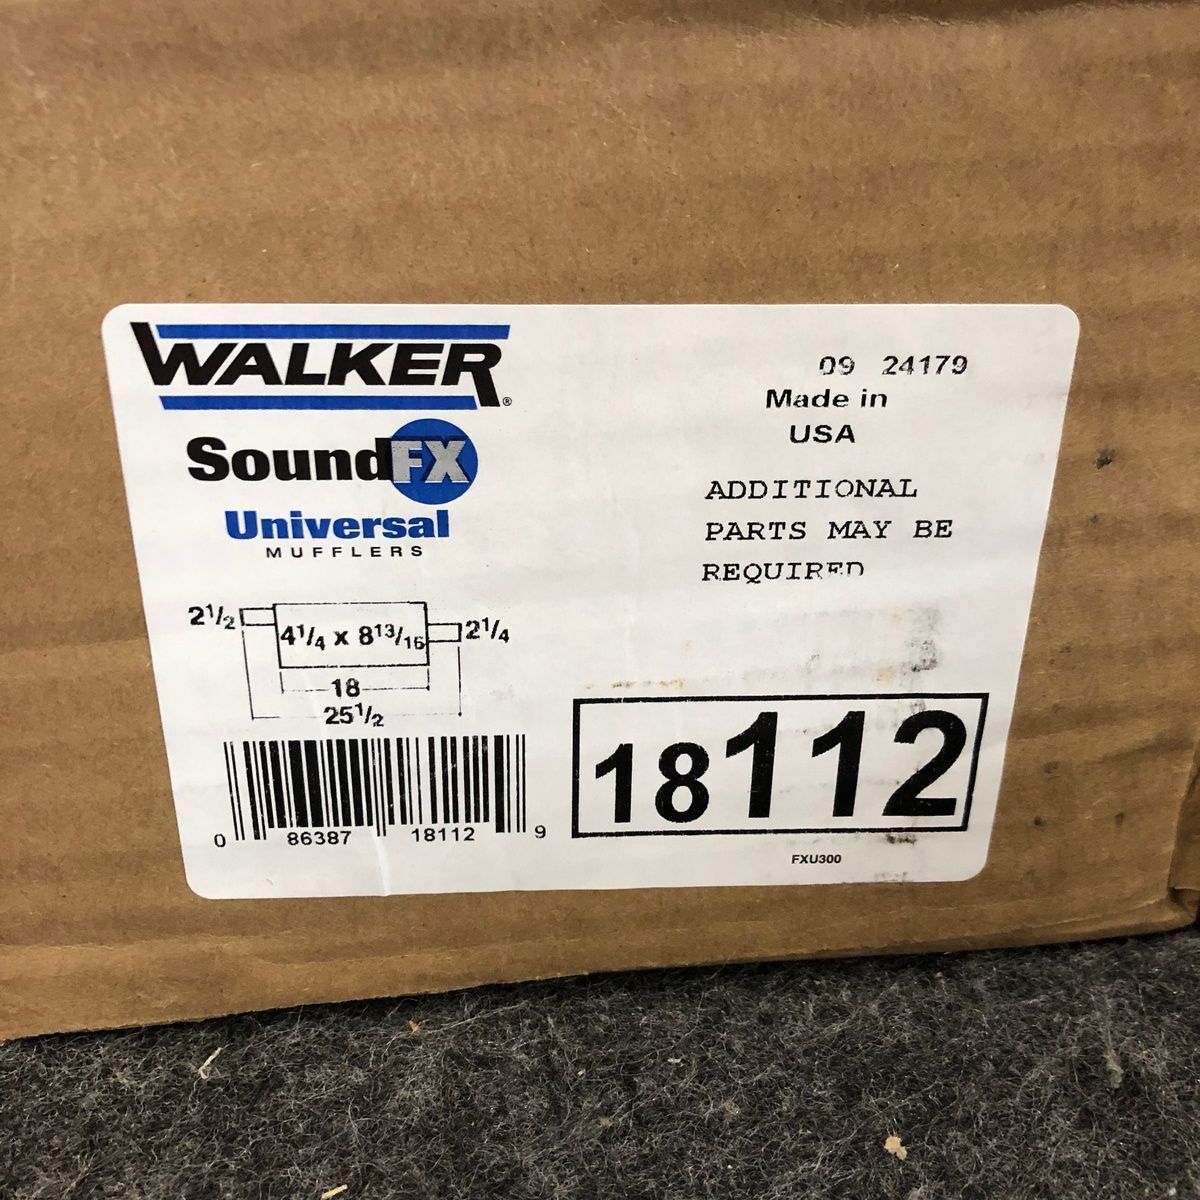 WALKER®
SoundFX
Universal
MUFFLERS
09 24179
Made in
USA
ADDITIONAL
PARTS MAY BE
REQUIRED
2 1/2
4 1/4 x 8 13/16
2 1/4
18
25 1/2
0 86387 18112 9
18112
FXU300